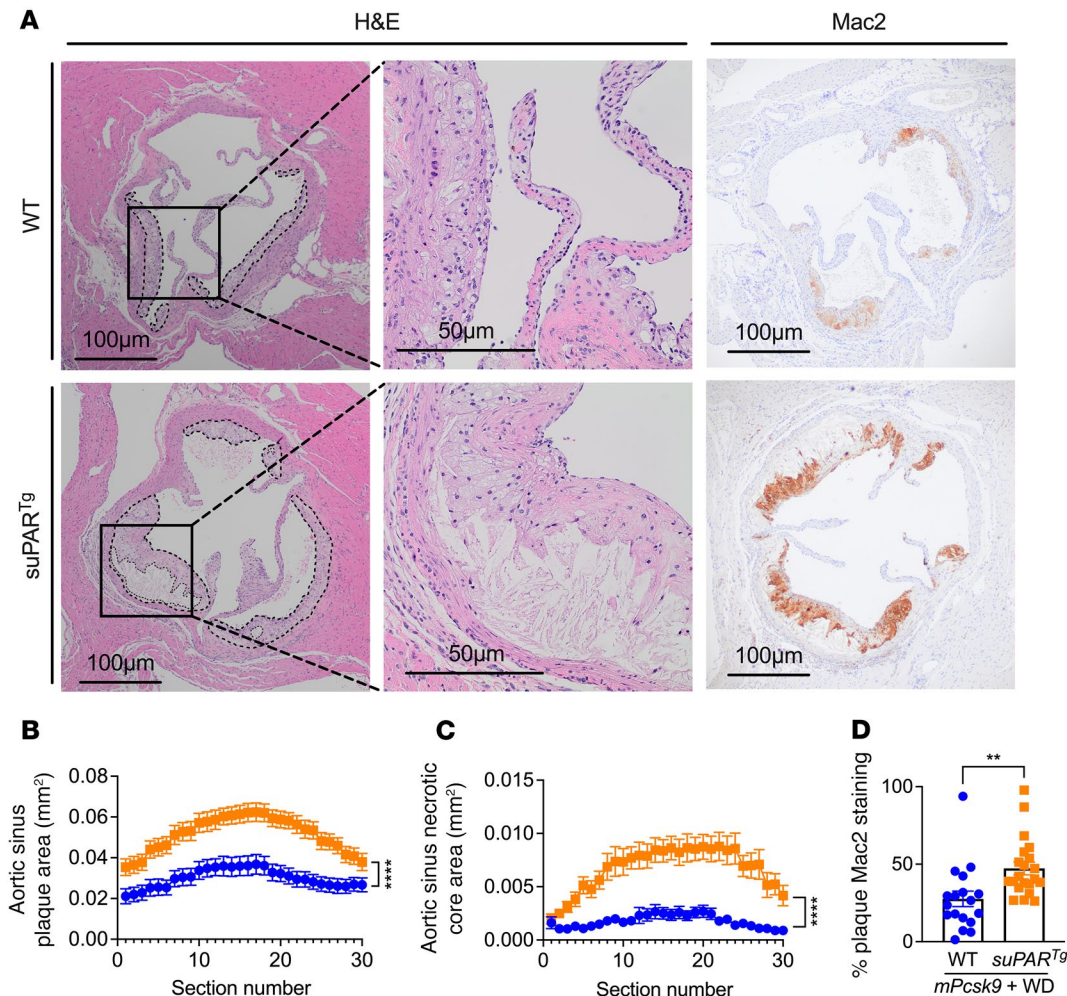 A
H&E
Mac2
WT
100µm
50µm
100µm
suPARTg
100µm
50µm
100µm
B
Aortic sinus
plaque area (mm2)
0.08
0.06
0.04
0.02
0.00
0
10
20
30
Section number
****
C
Aortic sinus necrotic
core area (mm2)
0.015
0.010
0.005
0.000
0
10
20
30
Section number
****
D
% plaque Mac2 staining
100
50
0
**
WT suPARTg
mPcsk9 + WD